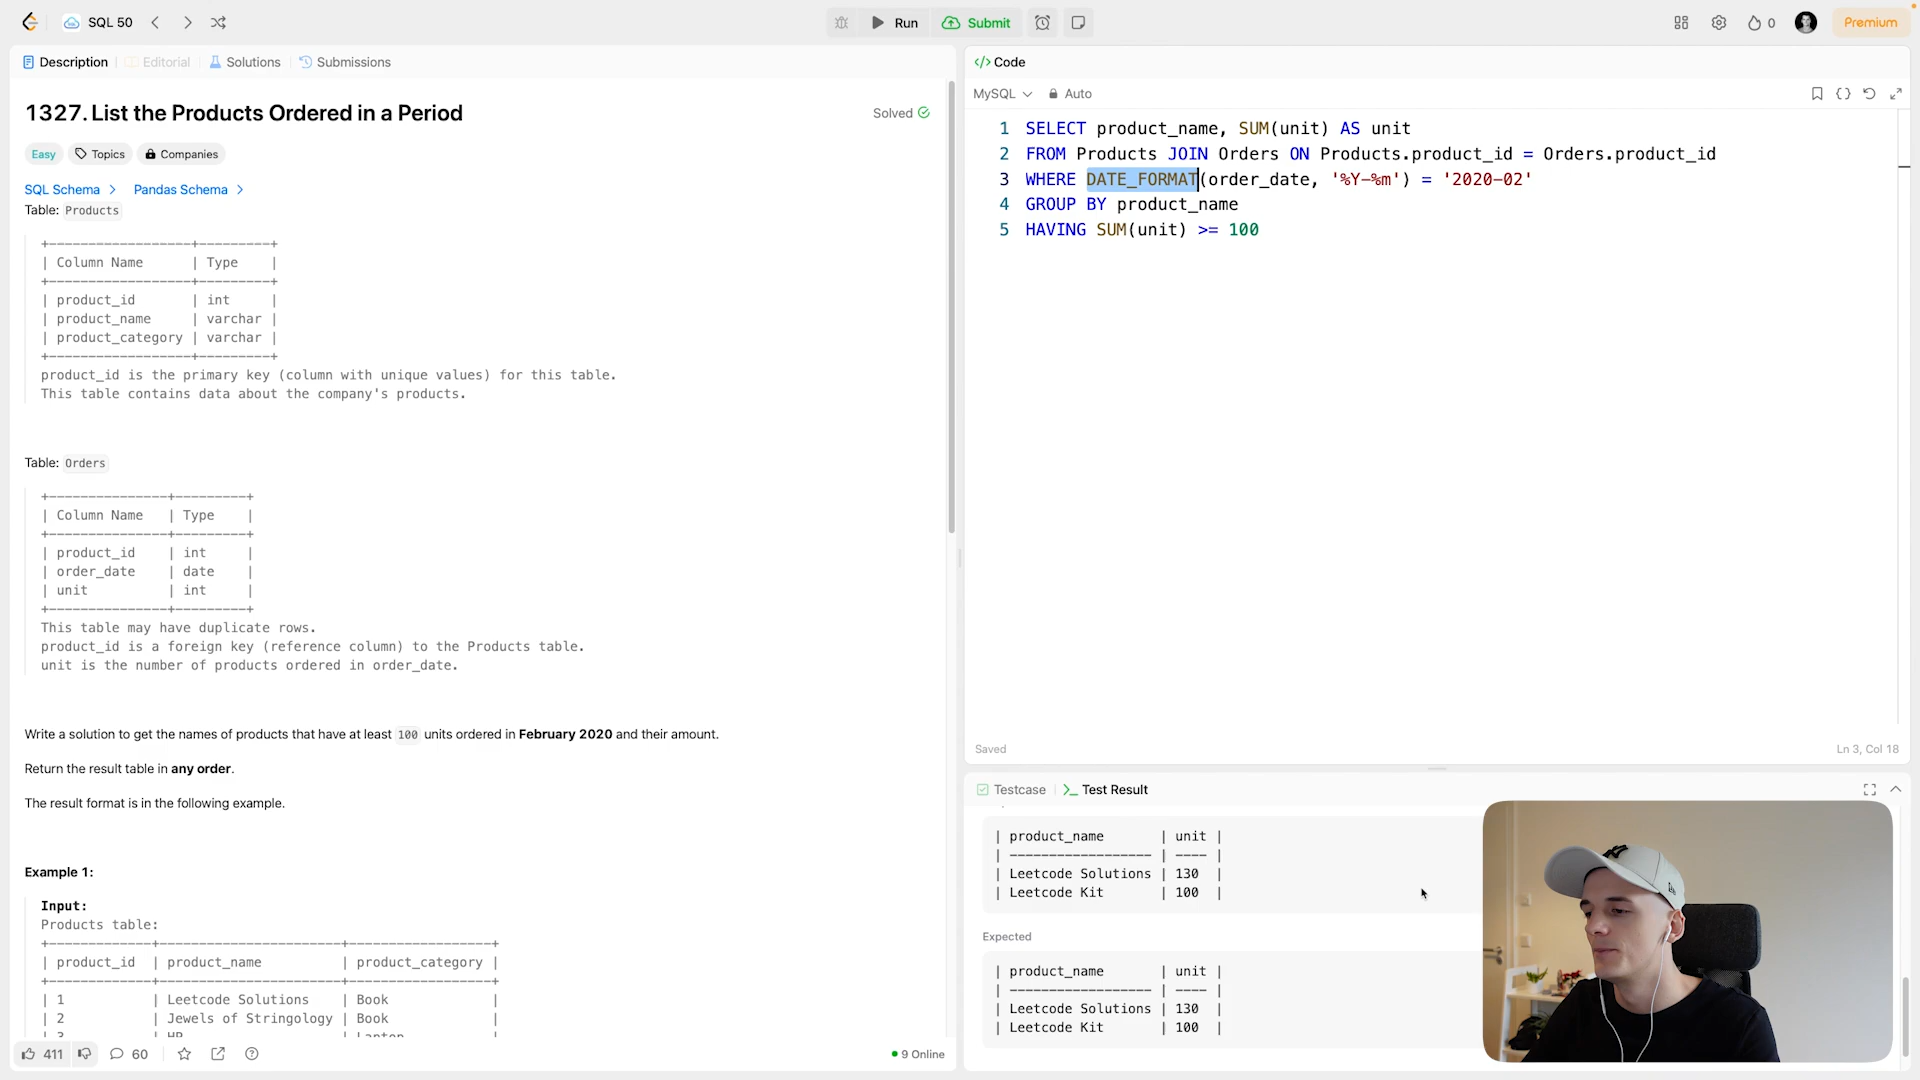 SQL 50
Run
Submit
0
Premium
Description
Editorial
Solutions
Submissions
1327. List the Products Ordered in a Period
Solved
Easy
Topics
Companies
SQL Schema >
Pandas Schema >
Table: Products
+-------------------+---------+
| Column Name       | Type    |
+-------------------+---------+
| product_id        | int     |
| product_name      | varchar |
| product_category  | varchar |
+-------------------+---------+
product_id is the primary key (column with unique values) for this table.
This table contains data about the company's products.
Table: Orders
+---------------+---------+
| Column Name   | Type    |
+---------------+---------+
| product_id    | int     |
| order_date    | date    |
| unit          | int     |
+---------------+---------+
This table may have duplicate rows.
product_id is a foreign key (reference column) to the Products table.
unit is the number of products ordered in order_date.
Write a solution to get the names of products that have at least 100 units ordered in February 2020 and their amount.
Return the result table in any order.
The result format is in the following example.
Example 1:
Input:
Products table:
+-------------+-----------------------+------------------+
| product_id  | product_name          | product_category |
+-------------+-----------------------+------------------+
| 1           | Leetcode Solutions    | Book             |
| 2           | Jewels of Stringology | Book             |
| 3           | HP                    | Laptop           |
411
60
9 Online
</> Code
MySQL
Auto
1 SELECT product_name, SUM(unit) AS unit
2 FROM Products JOIN Orders ON Products.product_id = Orders.product_id
3 WHERE DATE_FORMAT(order_date, '%Y-%m') = '2020-02'
4 GROUP BY product_name
5 HAVING SUM(unit) >= 100
Saved
Ln 3, Col 18
Testcase
Test Result
| product_name       | unit |
| ------------------ | ---- |
| Leetcode Solutions | 130  |
| Leetcode Kit       | 100  |
Expected
| product_name       | unit |
| ------------------ | ---- |
| Leetcode Solutions | 130  |
| Leetcode Kit       | 100  |